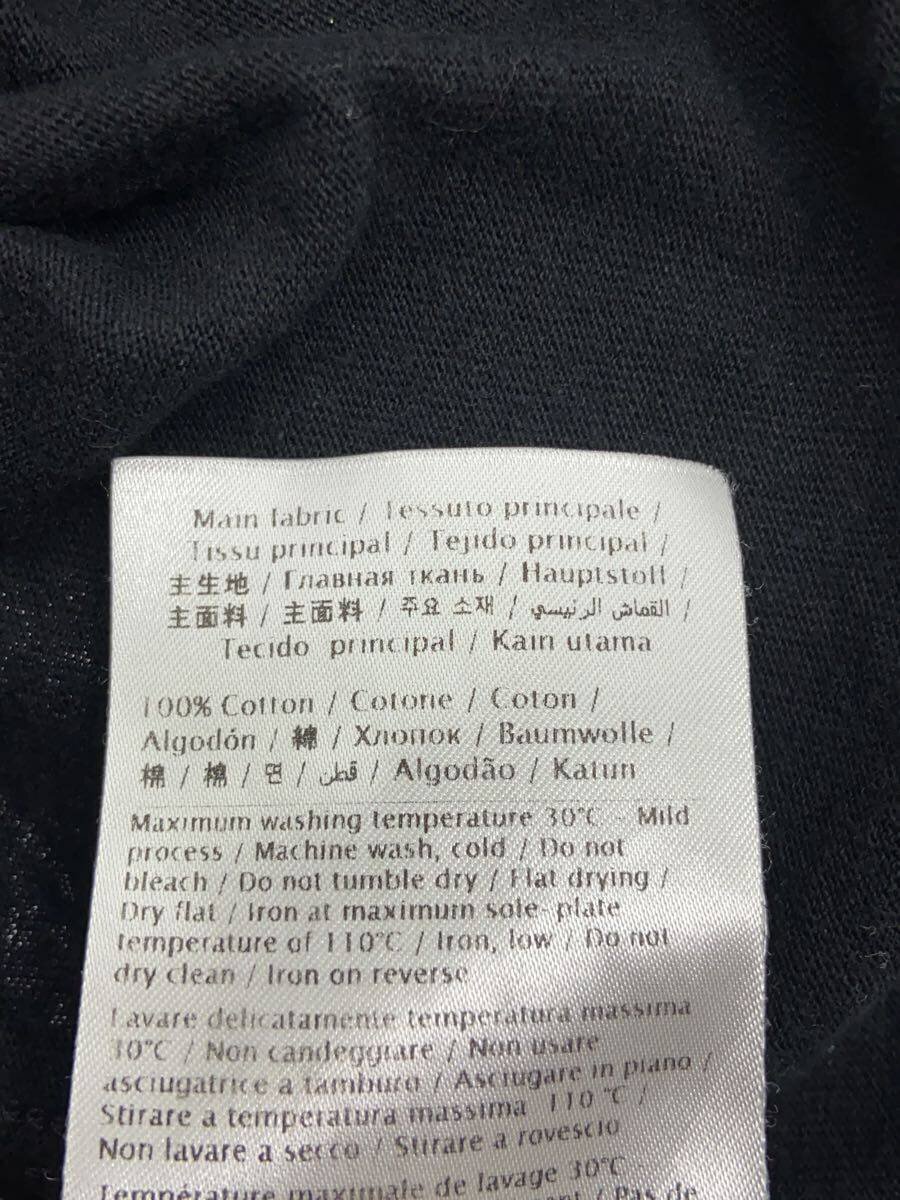 Main fabric / Tessuto principale /
Tissu principal / Tejido principal /
主生地 / Главная ткань / Hauptstoff /
主面料 / 主面料 / 주요 소재 / القماش الرئيسي /
Tecido principal / Kain utama
100% Cotton / Cotone / Coton /
Algodón / 綿 / Хлопок / Baumwolle /
棉 / 棉 / 면 / قطن / Algodão / Katun
Maximum washing temperature 30°C - Mild
process / Machine wash, cold / Do not
bleach / Do not tumble dry / Flat drying /
Dry flat / Iron at maximum sole-plate
temperature of 110°C / Iron, low / Do not
dry clean / Iron on reverse
Lavare delicatamente temperatura massima
30°C / Non candeggiare / Non usare
asciugatrice a tamburo / Asciugare in piano /
Stirare a temperatura massima 110 °C /
Non lavare a secco / Stirare a rovescio
Température maximale de lavage 30°C -
/ Pas de